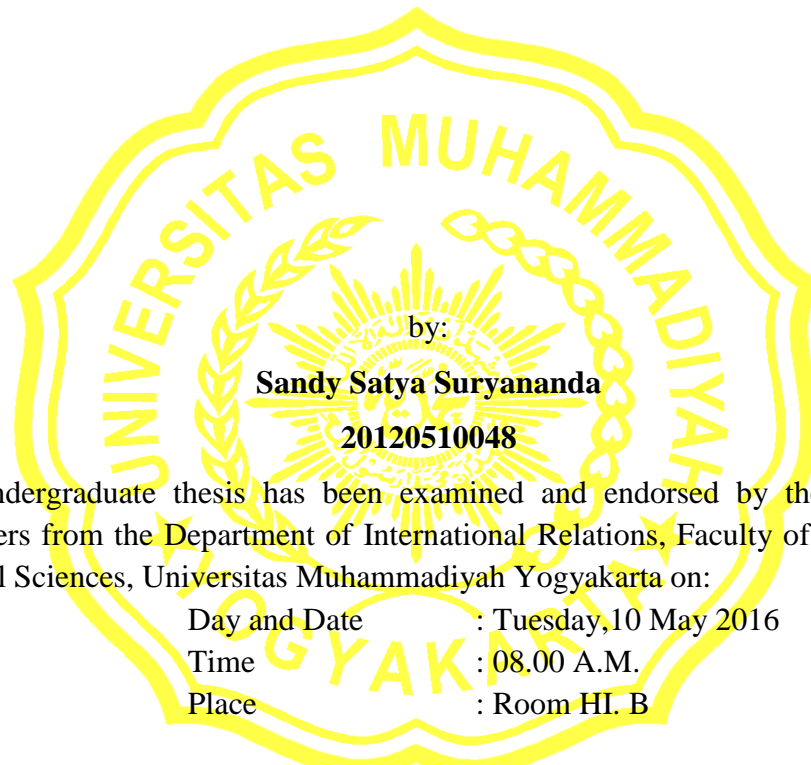 UNIVERSITAS MUHAMMADIYAH
YOGYAKARTA
by:
Sandy Satya Suryananda
20120510048
ndergraduate thesis has been examined and endorsed by the
ers from the Department of International Relations, Faculty of
l Sciences, Universitas Muhammadiyah Yogyakarta on:
Day and Date : Tuesday,10 May 2016
Time : 08.00 A.M.
Place : Room HI. B